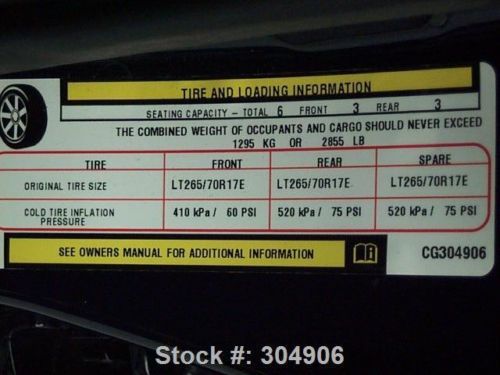 TIRE AND LOADING INFORMATION
SEATING CAPACITY - TOTAL 6 FRONT 3 REAR 3
THE COMBINED WEIGHT OF OCCUPANTS AND CARGO SHOULD NEVER EXCEED
1295 KG OR 2855 LB
TIRE FRONT REAR SPARE
ORIGINAL TIRE SIZE LT265/70R17E LT265/70R17E LT265/70R17E
COLD TIRE INFLATION PRESSURE 410 kPa / 60 PSI 520 kPa / 75 PSI 520 kPa / 75 PSI
SEE OWNERS MANUAL FOR ADDITIONAL INFORMATION CG304906
Stock #: 304906